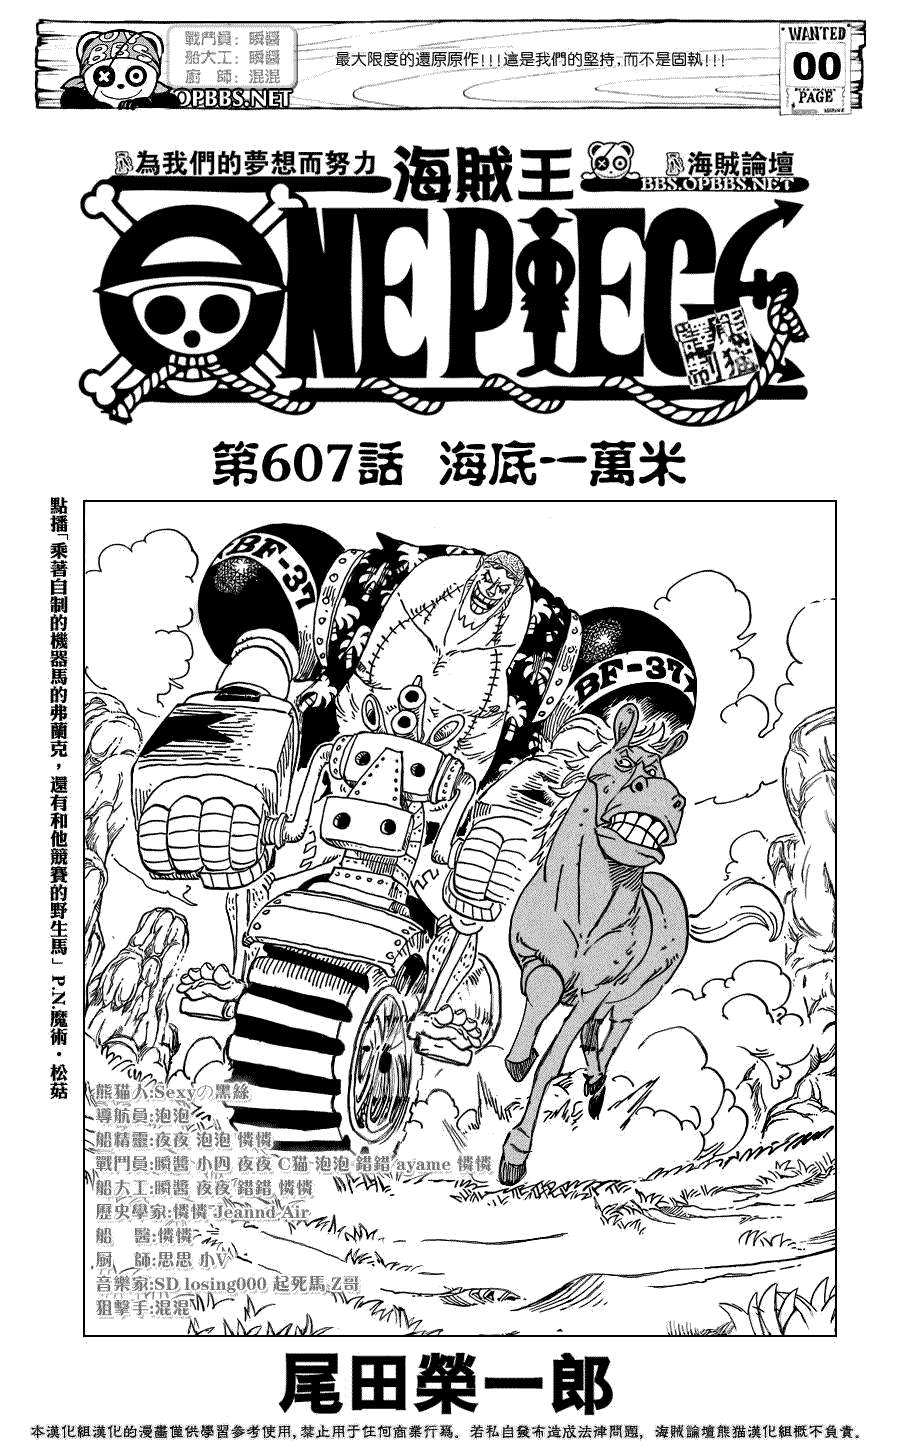 戰鬥員：瞬醬
船大工：瞬醬
廚　師：混混
OPBBS.NET
最大限度的還原原作!!!這是我們的堅持,而不是固執!!!
WANTED
00
PAGE
為我們的夢想而努力
海賊王
海賊論壇
BBS.OPBBS.NET
ONE PIECE
熊猫譯制
第607話 海底一萬米
點播「乘著自制的機器馬的弗蘭克，還有和他競賽的野生馬」P.N.魔術・松菇
BF-37
BF-37
熊猫人:Sexyの黑絲
導航員:泡泡
船精靈:夜夜 泡泡 憐憐
戰鬥員:瞬醬 小四 夜夜 C猫 泡泡 錯錯 ayame 憐憐
船大工:瞬醬 夜夜 錯錯 憐憐
歷史學家:憐憐 Jeannd Air
船　醫:憐憐
厨　師:思思 小V
音樂家:SD losing000 起死馬 Z哥
狙擊手:混混
尾田榮一郎
本漢化組漢化的漫畫僅供學習參考使用,禁止用于任何商業行爲。若私自發布造成法律問題，海賊論壇熊猫漢化組概不負責。